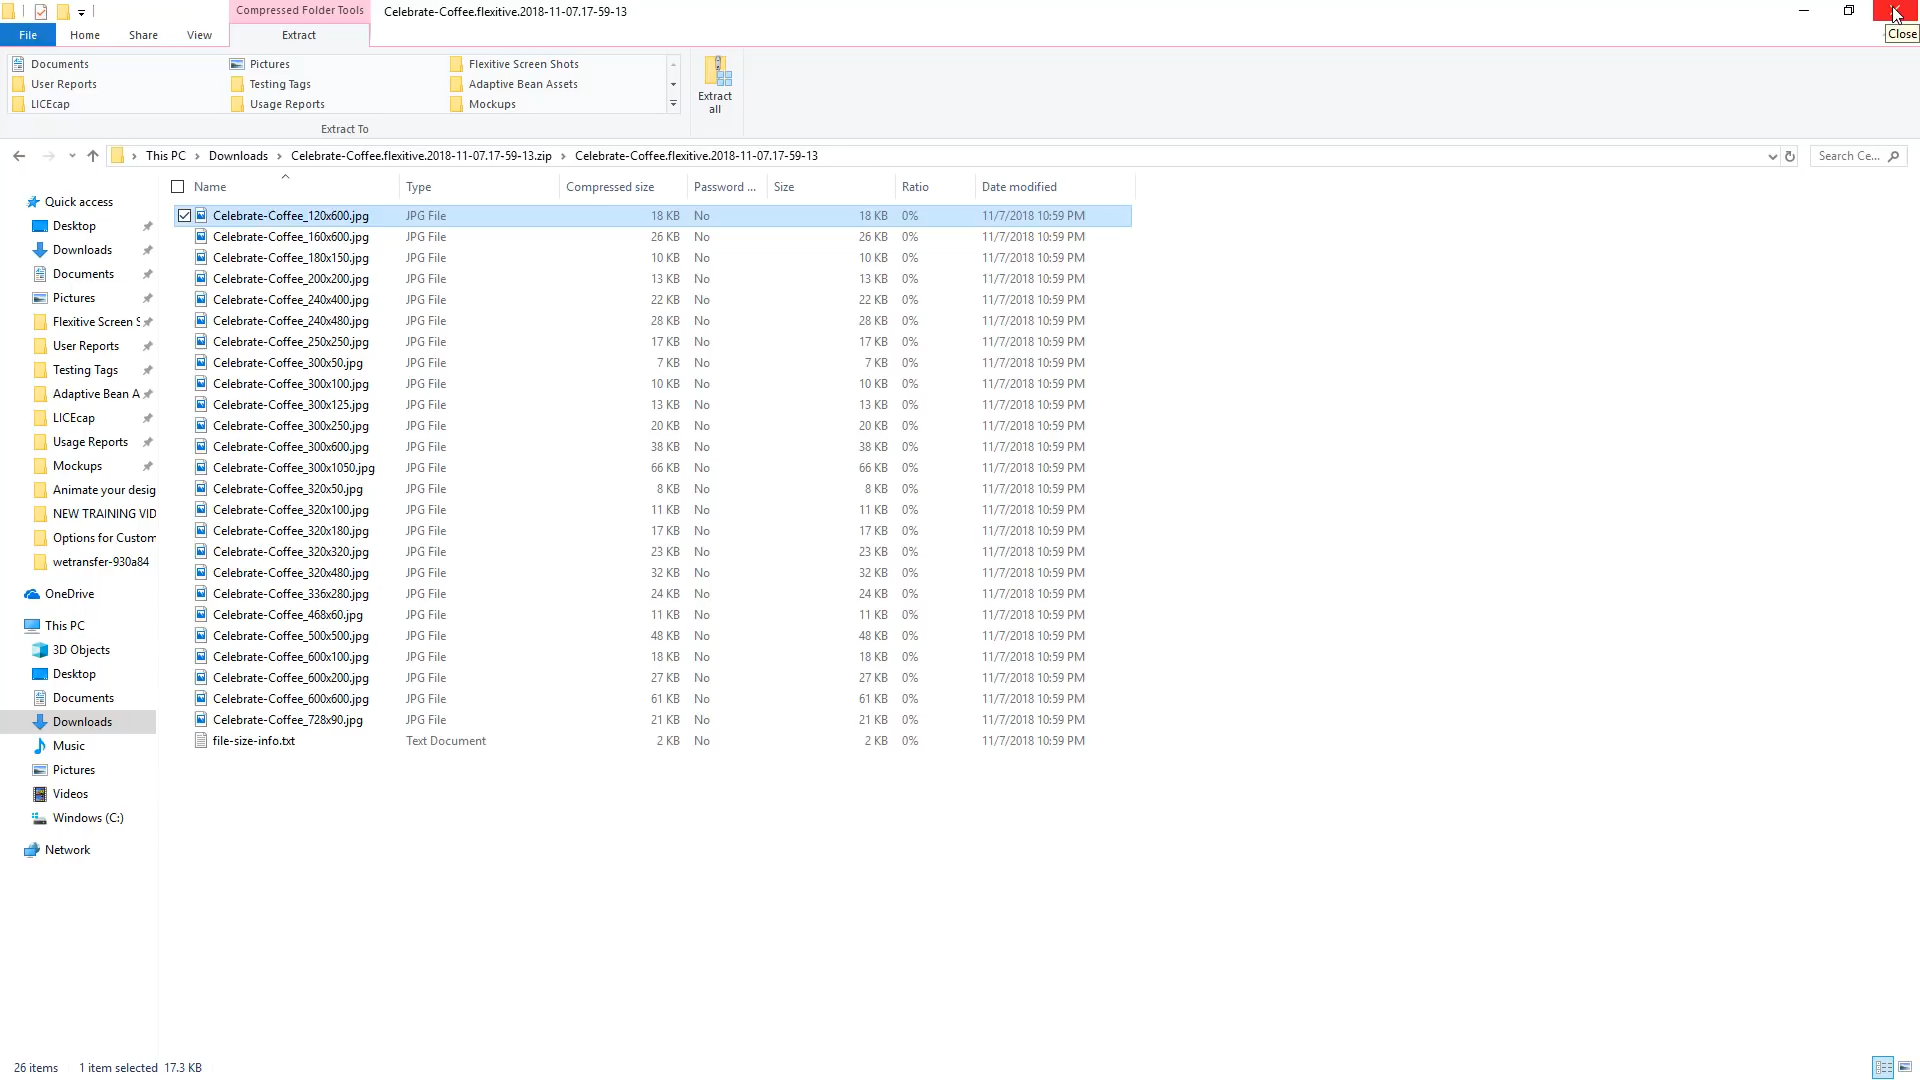 Compressed Folder Tools
Celebrate-Coffee.flexitive.2018-11-07.17-59-13
Close
File Home Share View Extract
Documents Pictures Flexitive Screen Shots
User Reports Testing Tags Adaptive Bean Assets
LICEcap Usage Reports Mockups
Extract all
Extract To
This PC Downloads Celebrate-Coffee.flexitive.2018-11-07.17-59-13.zip Celebrate-Coffee.flexitive.2018-11-07.17-59-13
Search Ce...
Quick access
Desktop
Downloads
Documents
Pictures
Flexitive Screen S
User Reports
Testing Tags
Adaptive Bean A
LICEcap
Usage Reports
Mockups
Animate your desig
NEW TRAINING VID
Options for Custom
wetransfer-930a84
OneDrive
This PC
3D Objects
Desktop
Documents
Downloads
Music
Pictures
Videos
Windows (C:)
Network
Name Type Compressed size Password ... Size Ratio Date modified
Celebrate-Coffee_120x600.jpg JPG File 18 KB No 18 KB 0% 11/7/2018 10:59 PM
Celebrate-Coffee_160x600.jpg JPG File 26 KB No 26 KB 0% 11/7/2018 10:59 PM
Celebrate-Coffee_180x150.jpg JPG File 10 KB No 10 KB 0% 11/7/2018 10:59 PM
Celebrate-Coffee_200x200.jpg JPG File 13 KB No 13 KB 0% 11/7/2018 10:59 PM
Celebrate-Coffee_240x400.jpg JPG File 22 KB No 22 KB 0% 11/7/2018 10:59 PM
Celebrate-Coffee_240x480.jpg JPG File 28 KB No 28 KB 0% 11/7/2018 10:59 PM
Celebrate-Coffee_250x250.jpg JPG File 17 KB No 17 KB 0% 11/7/2018 10:59 PM
Celebrate-Coffee_300x50.jpg JPG File 7 KB No 7 KB 0% 11/7/2018 10:59 PM
Celebrate-Coffee_300x100.jpg JPG File 10 KB No 10 KB 0% 11/7/2018 10:59 PM
Celebrate-Coffee_300x125.jpg JPG File 13 KB No 13 KB 0% 11/7/2018 10:59 PM
Celebrate-Coffee_300x250.jpg JPG File 20 KB No 20 KB 0% 11/7/2018 10:59 PM
Celebrate-Coffee_300x600.jpg JPG File 38 KB No 38 KB 0% 11/7/2018 10:59 PM
Celebrate-Coffee_300x1050.jpg JPG File 66 KB No 66 KB 0% 11/7/2018 10:59 PM
Celebrate-Coffee_320x50.jpg JPG File 8 KB No 8 KB 0% 11/7/2018 10:59 PM
Celebrate-Coffee_320x100.jpg JPG File 11 KB No 11 KB 0% 11/7/2018 10:59 PM
Celebrate-Coffee_320x180.jpg JPG File 17 KB No 17 KB 0% 11/7/2018 10:59 PM
Celebrate-Coffee_320x320.jpg JPG File 23 KB No 23 KB 0% 11/7/2018 10:59 PM
Celebrate-Coffee_320x480.jpg JPG File 32 KB No 32 KB 0% 11/7/2018 10:59 PM
Celebrate-Coffee_336x280.jpg JPG File 24 KB No 24 KB 0% 11/7/2018 10:59 PM
Celebrate-Coffee_468x60.jpg JPG File 11 KB No 11 KB 0% 11/7/2018 10:59 PM
Celebrate-Coffee_500x500.jpg JPG File 48 KB No 48 KB 0% 11/7/2018 10:59 PM
Celebrate-Coffee_600x100.jpg JPG File 18 KB No 18 KB 0% 11/7/2018 10:59 PM
Celebrate-Coffee_600x200.jpg JPG File 27 KB No 27 KB 0% 11/7/2018 10:59 PM
Celebrate-Coffee_600x600.jpg JPG File 61 KB No 61 KB 0% 11/7/2018 10:59 PM
Celebrate-Coffee_728x90.jpg JPG File 21 KB No 21 KB 0% 11/7/2018 10:59 PM
file-size-info.txt Text Document 2 KB No 2 KB 0% 11/7/2018 10:59 PM
26 items 1 item selected 17.3 KB